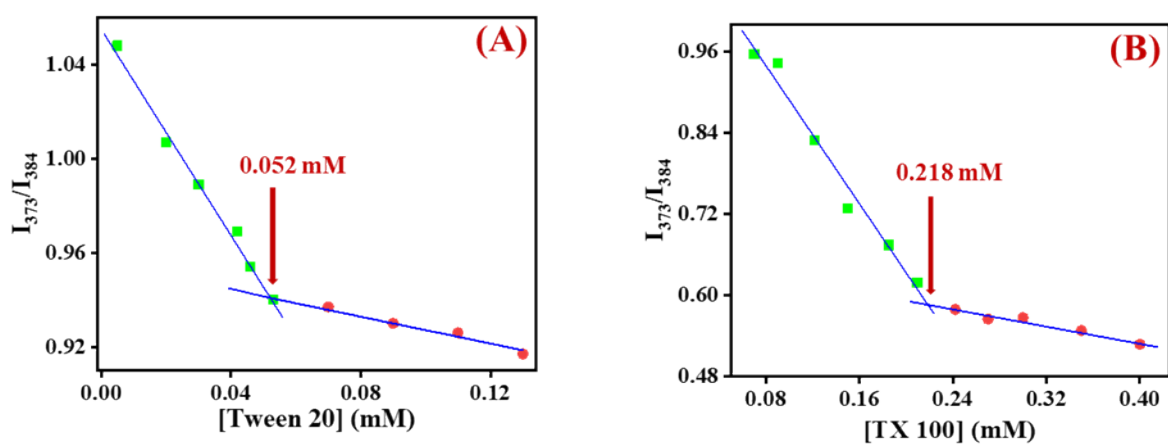 (A)
1.04
1.00
0.96
0.92
0.052 mM
I373/I384
0.00
0.04
0.08
0.12
[Tween 20] (mM)
(B)
0.96
0.84
0.72
0.60
0.48
0.218 mM
I373/I384
0.08
0.16
0.24
0.32
0.40
[TX 100] (mM)